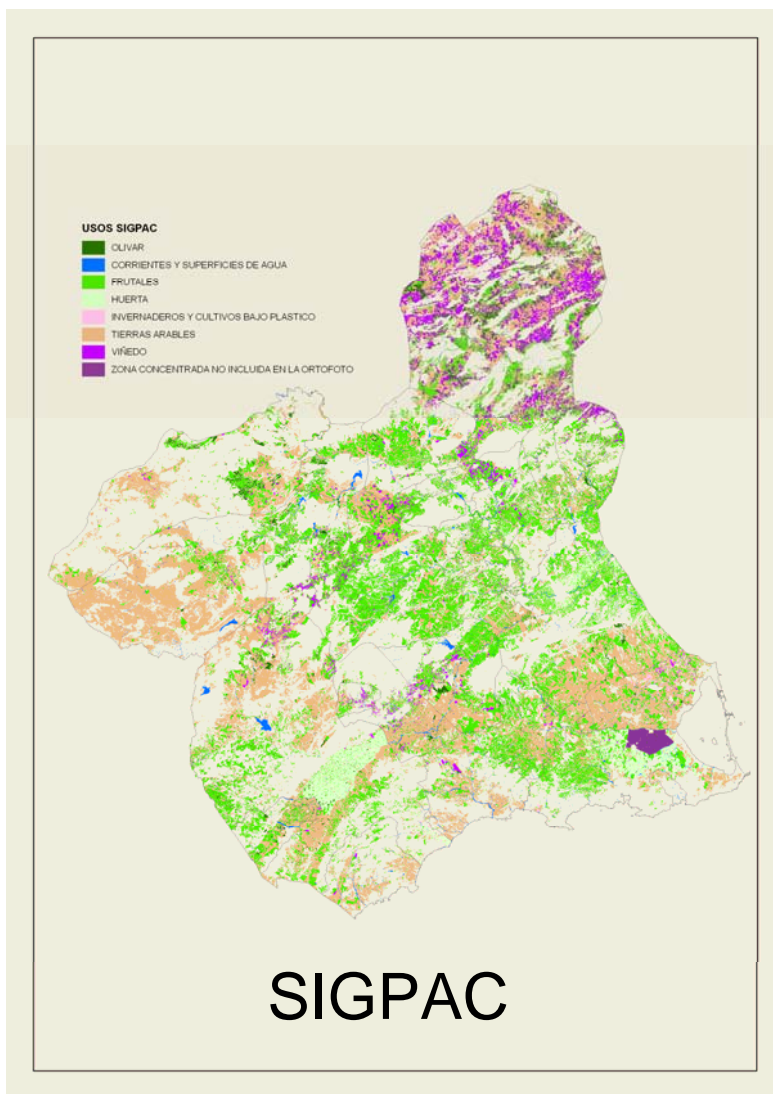 USOS SIGPAC
OLIVAR
CORRIENTES Y SUPERFICIES DE AGUA
FRUTALES
HUERTA
INVERNADEROS Y CULTIVOS BAJO PLASTICO
TIERRAS ARABLES
VIÑEDO
ZONA CONCENTRADA NO INCLUIDA EN LA ORTOFOTO
SIGPAC